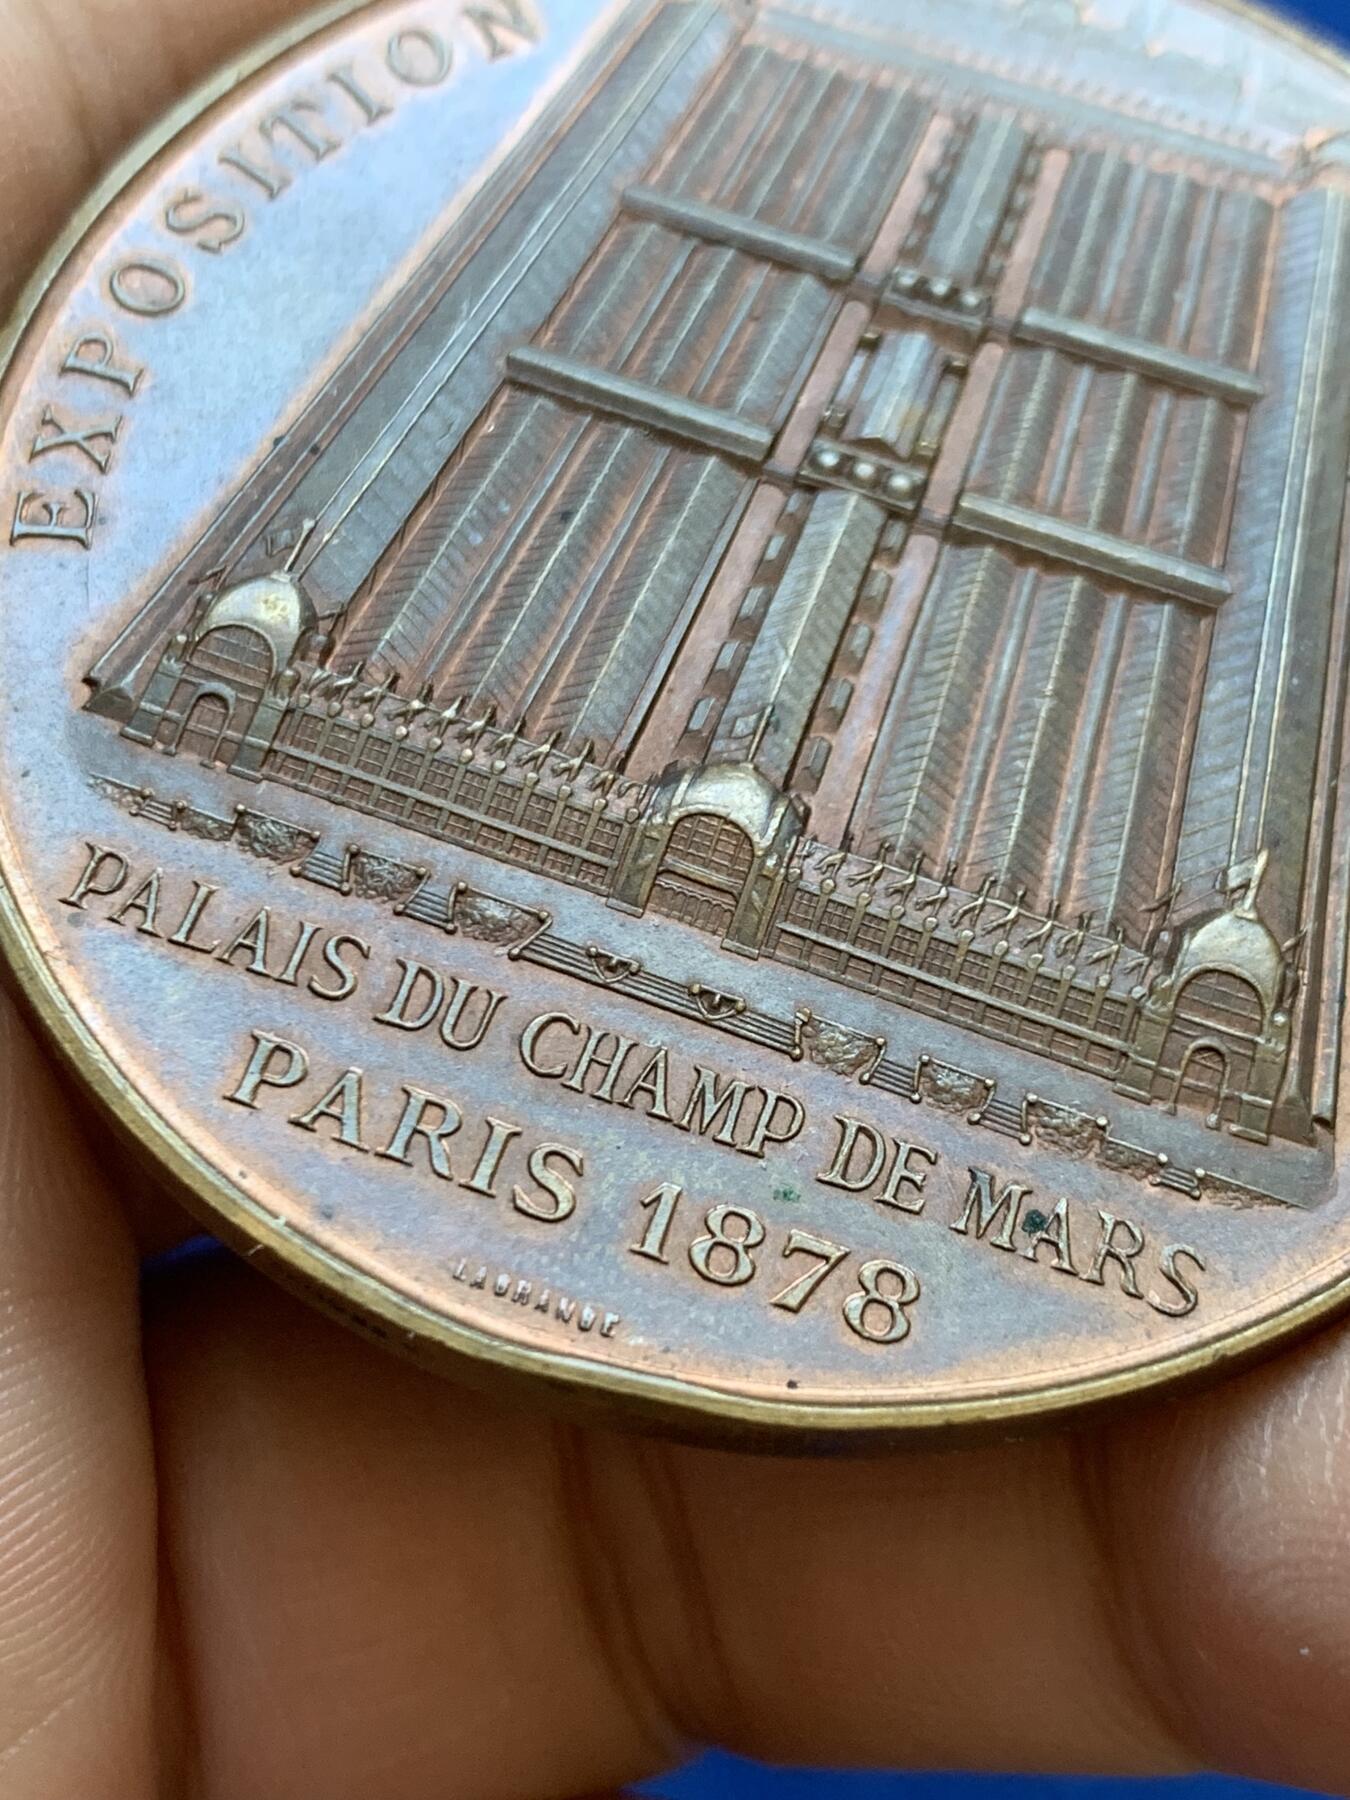 EXPOSITION
PALAIS DU CHAMP DE MARS
PARIS 1878
LAGRANGE